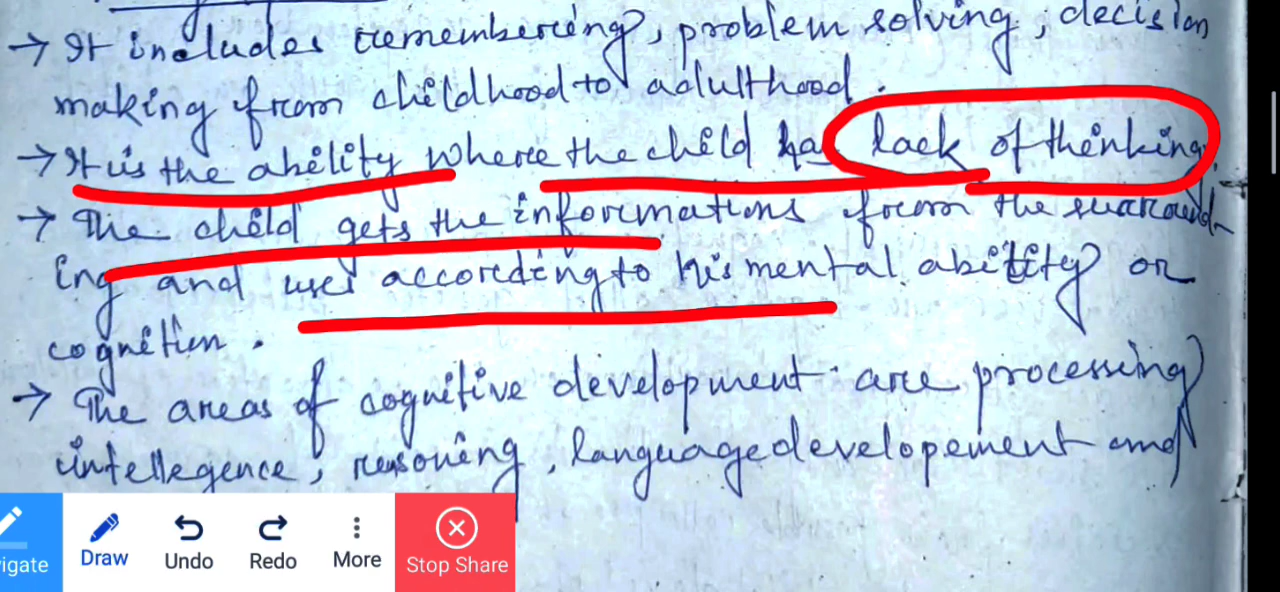 → It includes remembering, problem solving, decision
making from childhood to adulthood.
→ It is the ability where the child has lack of thinking.
→ The child gets the informations from the surround
ing and uses according to his mental ability or
cognition.
→ The areas of cognitive development are processing
intellegence, resoning, language developement and
igate Draw Undo Redo More Stop Share